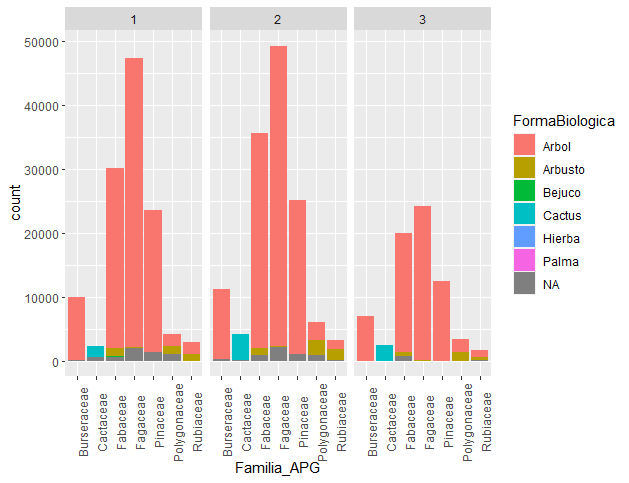 1 2 3
50000
40000
30000
20000
10000
0
count
Burseraceae
Cactaceae
Fabaceae
Fagaceae
Pinaceae
Polygonaceae
Rubiaceae
Burseraceae
Cactaceae
Fabaceae
Fagaceae
Pinaceae
Polygonaceae
Rubiaceae
Burseraceae
Cactaceae
Fabaceae
Fagaceae
Pinaceae
Polygonaceae
Rubiaceae
Familia_APG
FormaBiologica
Arbol
Arbusto
Bejuco
Cactus
Hierba
Palma
NA